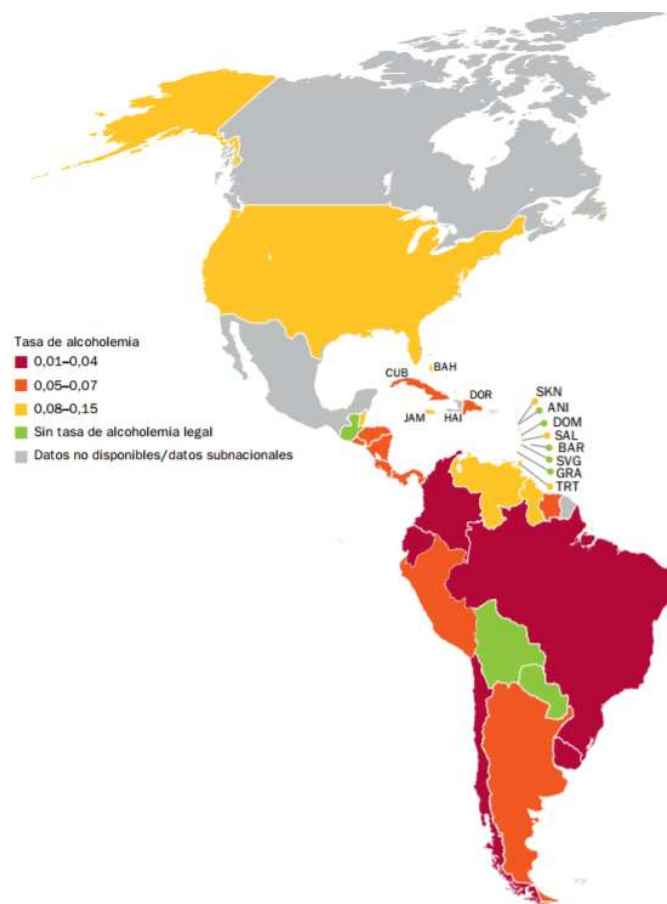 Tasa de alcoholemia
0,01–0,04
0,05–0,07
0,08–0,15
Sin tasa de alcoholemia legal
Datos no disponibles/datos subnacionales
BAH
CUB
DOR
JAM
HAI
SKN
ANI
DOM
SAL
BAR
SVG
GRA
TRT